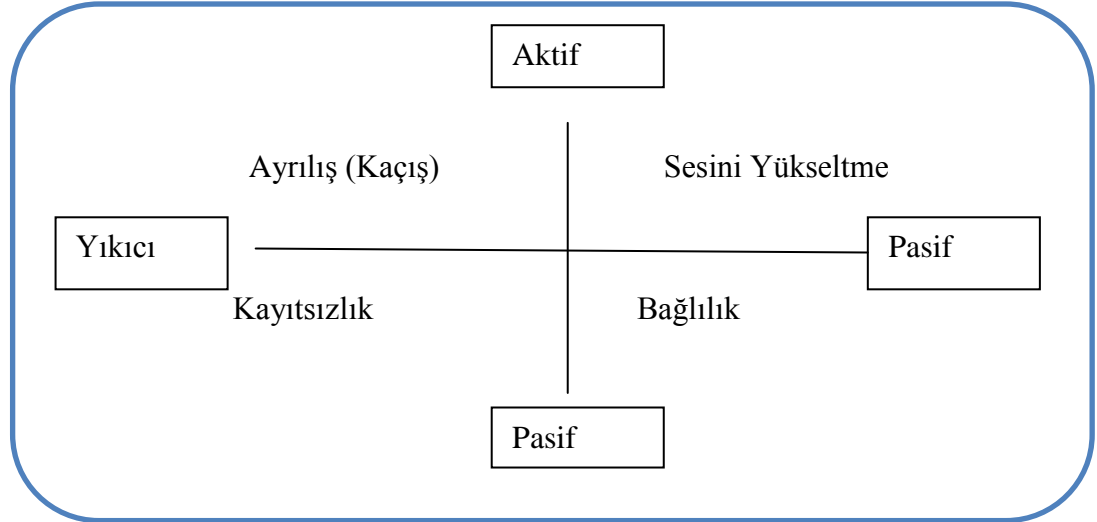 Aktif
Ayrılış (Kaçış)
Sesini Yükseltme
Yıkıcı
Pasif
Kayıtsızlık
Bağlılık
Pasif